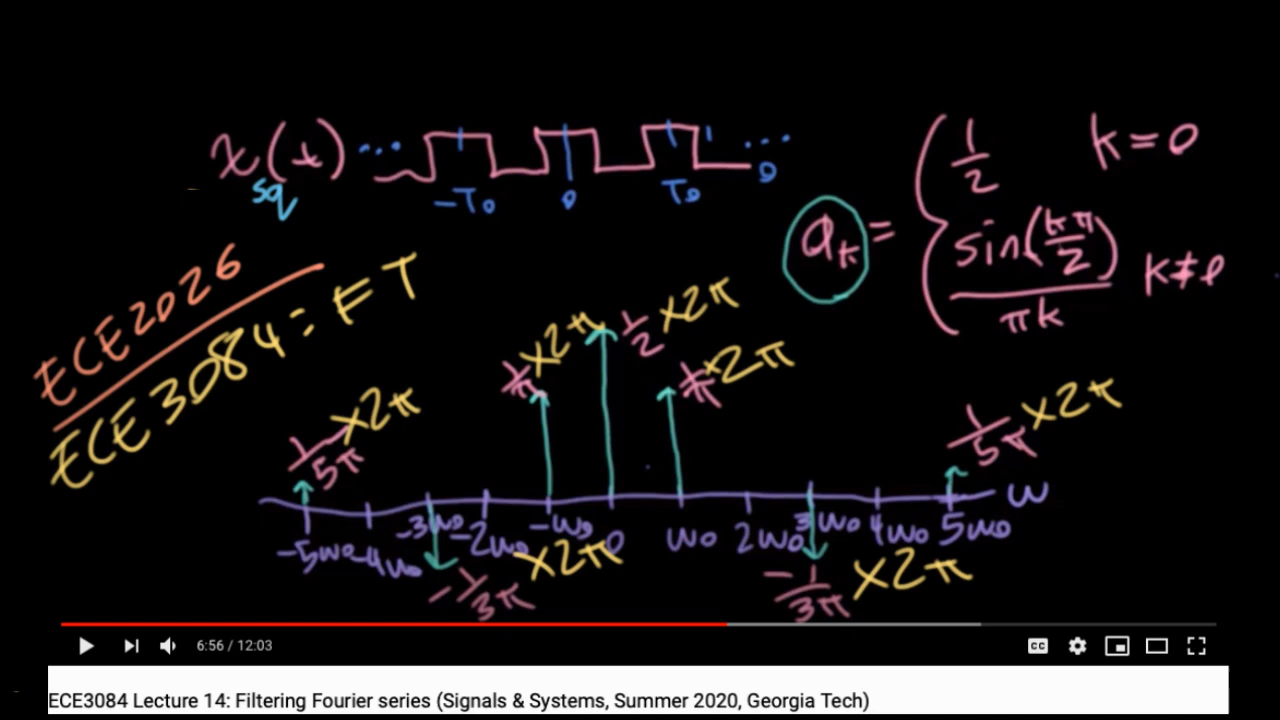 x_sq(t) ... ...
-T₀ 0 T₀
a_k = { 1/2 k=0
sin(kπ/2)/πk k≠0
ECE2026
ECE3084: FT
1/5π x2π
1/π x2π
1/2 x2π
1/π x2π
1/5π x2π
-5ω₀ -4ω₀ -3ω₀ -2ω₀ -ω₀ 0 ω₀ 2ω₀ 3ω₀ 4ω₀ 5ω₀ ω
-1/3π x2π
-1/3π x2π
6:56 / 12:03
CC
ECE3084 Lecture 14: Filtering Fourier series (Signals & Systems, Summer 2020, Georgia Tech)